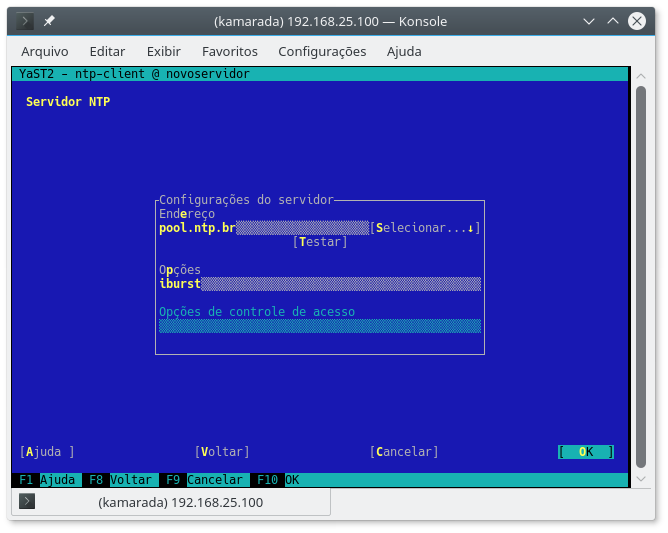 (kamarada) 192.168.25.100 — Konsole
Arquivo Editar Exibir Favoritos Configurações Ajuda
YaST2 - ntp-client @ novoservidor
Servidor NTP
Configurações do servidor
Endereço
pool.ntp.br [Selecionar...↓]
[Testar]
Opções
iburst
Opções de controle de acesso
[Ajuda ] [Voltar] [Cancelar] [ OK ]
F1 Ajuda F8 Voltar F9 Cancelar F10 OK
(kamarada) 192.168.25.100